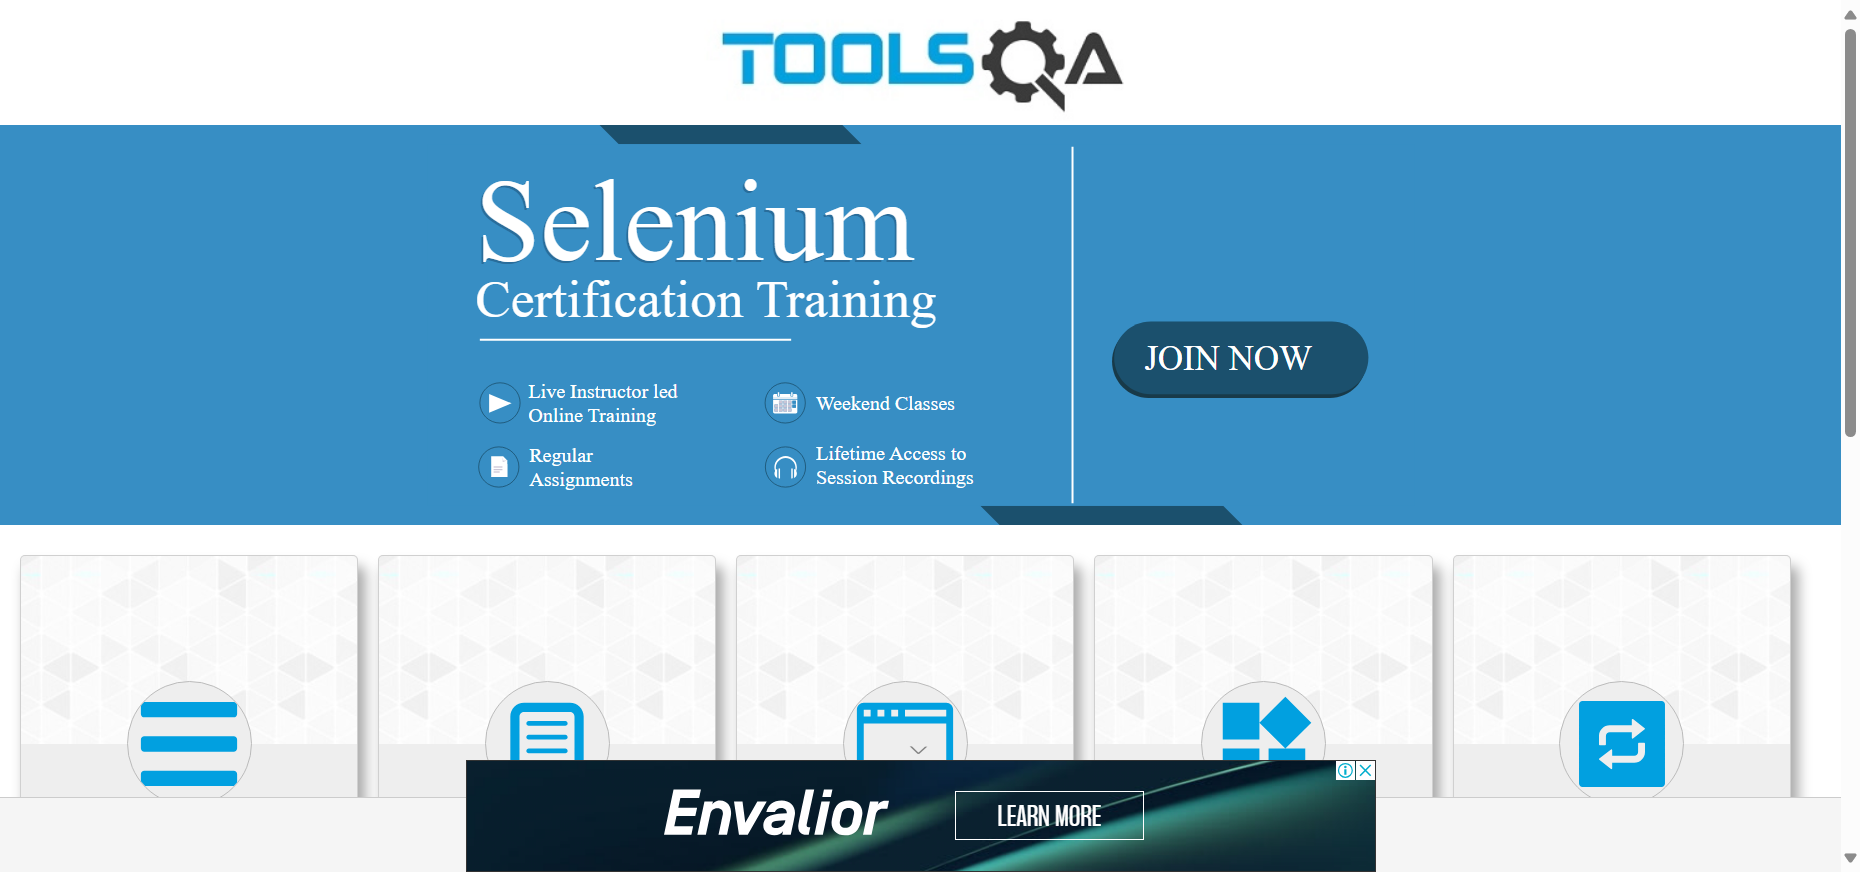 TOOLSQA
Selenium
Certification Training
Live Instructor led
Online Training
Weekend Classes
Regular
Assignments
Lifetime Access to
Session Recordings
JOIN NOW
Envalior
LEARN MORE